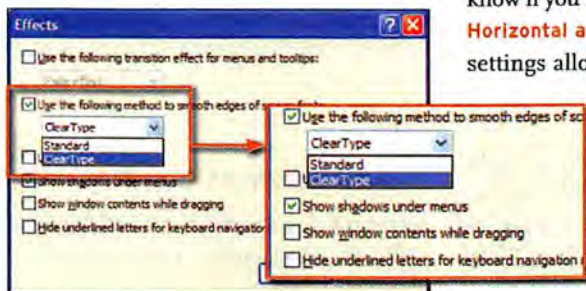 know if you
Horizontal a
settings allo
Effects
Use the following transition effect for menus and tooltips:
Use the following method to smooth edges of
ClearType
Standard
ClearType
Show shadows under menus
Show window contents while dragging
Hide underlined letters for keyboard navigation
Use the following method to smooth edges of sc
ClearType
Standard
ClearType
Show shadows under menus
Show window contents while dragging
Hide underlined letters for keyboard navigation